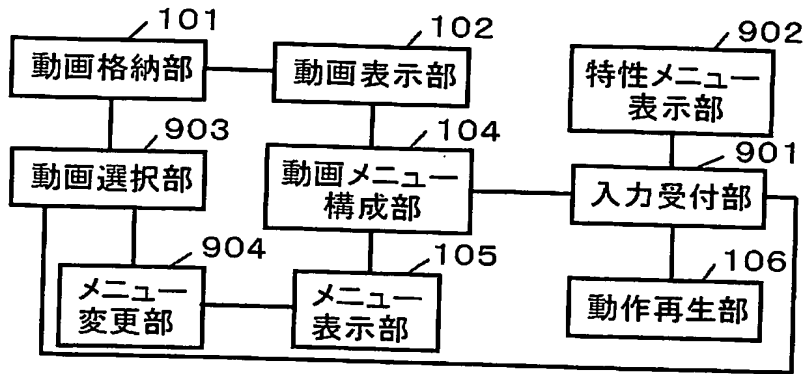 101
動画格納部
102
動画表示部
902
特性メニュー
表示部
903
動画選択部
104
動画メニュー
構成部
901
入力受付部
904
メニュー
変更部
105
メニュー
表示部
106
動作再生部